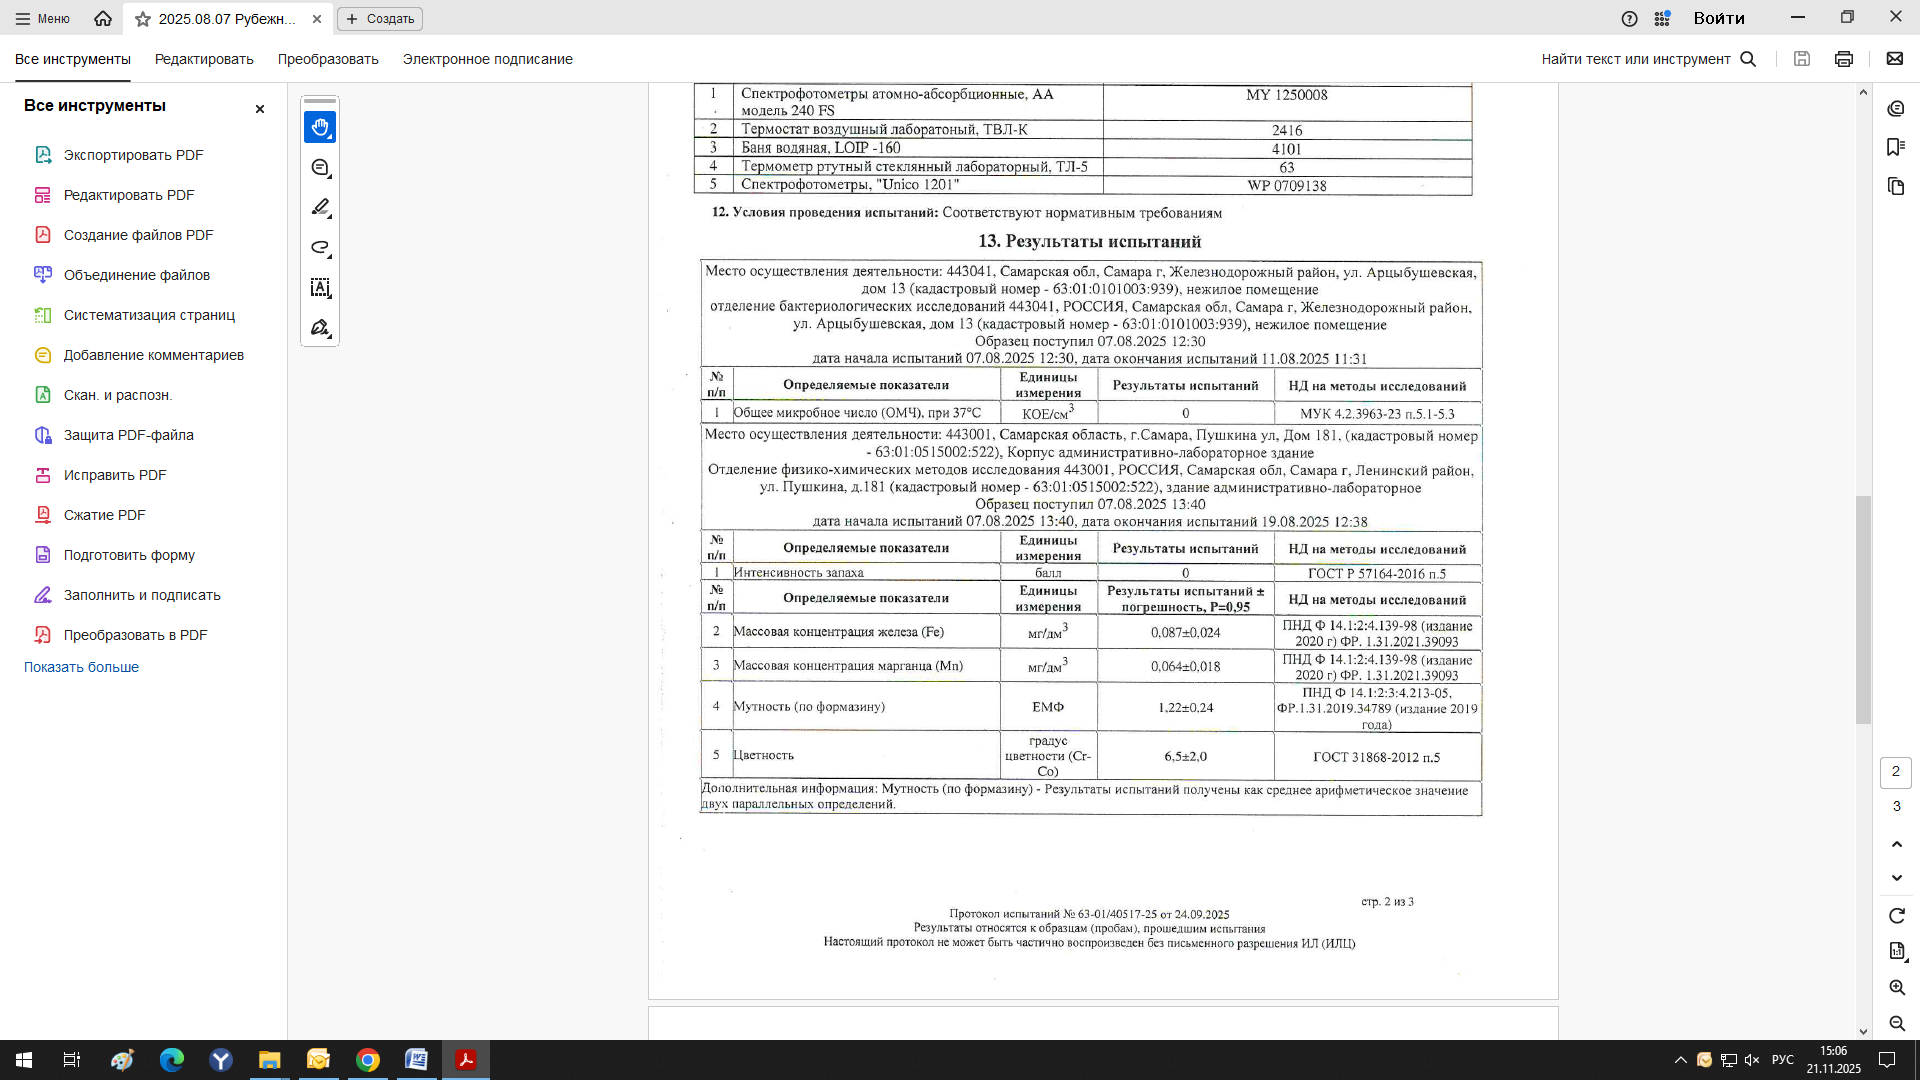 Меню
2025.08.07 Рубежн...
Создать
Войти
Все инструменты
Редактировать
Преобразовать
Электронное подписание
Найти текст или инструмент
Все инструменты
Экспортировать PDF
Редактировать PDF
Создание файлов PDF
Объединение файлов
Систематизация страниц
Добавление комментариев
Скан. и распозн.
Защита PDF-файла
Исправить PDF
Сжатие PDF
Подготовить форму
Заполнить и подписать
Преобразовать в PDF
Показать больше
1 Спектрофотометры атомно-абсорбционные, АА модель 240 FS MY 1250008
2 Термостат воздушный лаборатоный, ТВЛ-К 2416
3 Баня водяная, LOIP -160 4101
4 Термометр ртутный стеклянный лабораторный, ТЛ-5 63
5 Спектрофотометры, "Unico 1201" WP 0709138
12. Условия проведения испытаний: Соответствуют нормативным требованиям
13. Результаты испытаний
Место осуществления деятельности: 443041, Самарская обл, Самара г, Железнодорожный район, ул. Арцыбушевская,
дом 13 (кадастровый номер - 63:01:0101003:939), нежилое помещение
отделение бактериологических исследований 443041, РОССИЯ, Самарская обл, Самара г, Железнодорожный район,
ул. Арцыбушевская, дом 13 (кадастровый номер - 63:01:0101003:939), нежилое помещение
Образец поступил 07.08.2025 12:30
дата начала испытаний 07.08.2025 12:30, дата окончания испытаний 11.08.2025 11:31
№ п/п Определяемые показатели Единицы измерения Результаты испытаний НД на методы исследований
1 Общее микробное число (ОМЧ), при 37°С КОЕ/см3 0 МУК 4.2.3963-23 п.5.1-5.3
Место осуществления деятельности: 443001, Самарская область, г.Самара, Пушкина ул, Дом 181, (кадастровый номер
- 63:01:0515002:522), Корпус административно-лабораторное здание
Отделение физико-химических методов исследования 443001, РОССИЯ, Самарская обл, Самара г, Ленинский район,
ул. Пушкина, д.181 (кадастровый номер - 63:01:0515002:522), здание административно-лабораторное
Образец поступил 07.08.2025 13:40
дата начала испытаний 07.08.2025 13:40, дата окончания испытаний 19.08.2025 12:38
№ п/п Определяемые показатели Единицы измерения Результаты испытаний НД на методы исследований
1 Интенсивность запаха балл 0 ГОСТ Р 57164-2016 п.5
№ п/п Определяемые показатели Единицы измерения Результаты испытаний ± погрешность, Р=0,95 НД на методы исследований
2 Массовая концентрация железа (Fe) мг/дм3 0,087±0,024 ПНД Ф 14.1:2:4.139-98 (издание 2020 г) ФР. 1.31.2021.39093
3 Массовая концентрация марганца (Mn) мг/дм3 0,064±0,018 ПНД Ф 14.1:2:4.139-98 (издание 2020 г) ФР. 1.31.2021.39093
4 Мутность (по формазину) ЕМФ 1,22±0,24 ПНД Ф 14.1:2:3:4.213-05, ФР.1.31.2019.34789 (издание 2019 года)
5 Цветность градус цветности (Cr-Co) 6,5±2,0 ГОСТ 31868-2012 п.5
Дополнительная информация: Мутность (по формазину) - Результаты испытаний получены как среднее арифметическое значение
двух параллельных определений.
стр. 2 из 3
Протокол испытаний № 63-01/40517-25 от 24.09.2025
Результаты относятся к образцам (пробам), прошедшим испытания
Настоящий протокол не может быть частично воспроизведен без письменного разрешения ИЛ (ИЛЦ)
2
3
РУС
15:06
21.11.2025